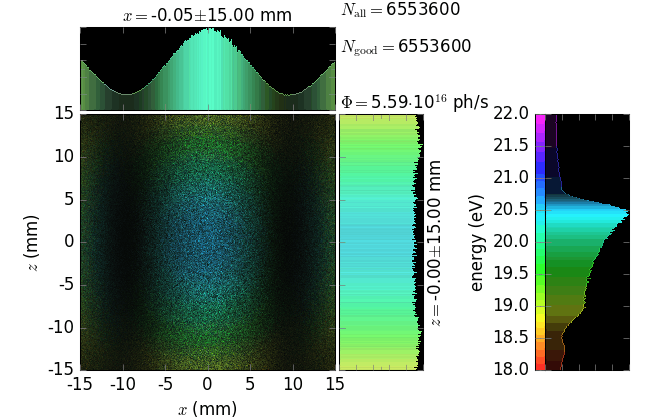 x = -0.05±15.00 mm
N_all = 6553600
N_good = 6553600
Φ = 5.59·10¹⁶ ph/s
15
10
5
0
-5
-10
-15
z (mm)
-15
-10
-5
0
5
10
15
x (mm)
z = -0.00±15.00 mm
energy (eV)
22.0
21.5
21.0
20.5
20.0
19.5
19.0
18.5
18.0